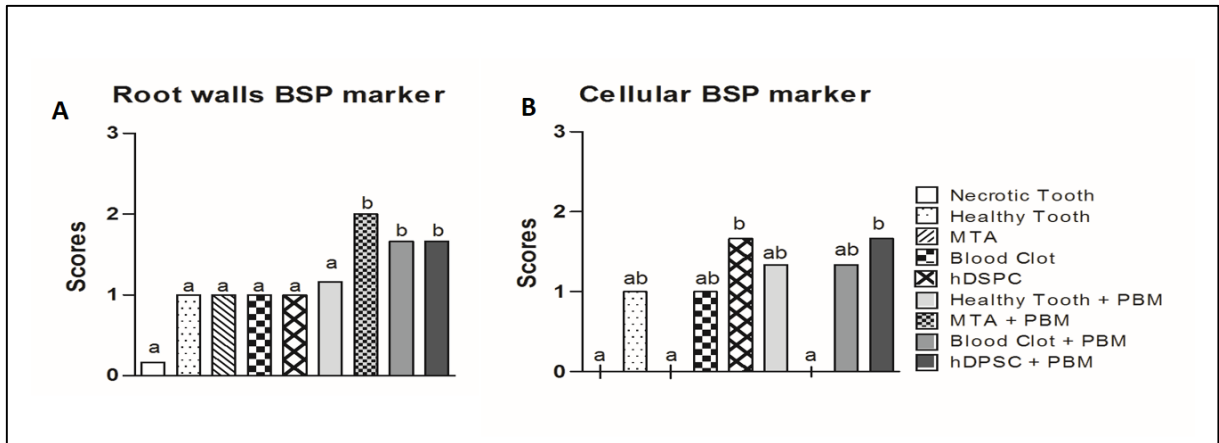 A
Root walls BSP marker
Scores
3
2
1
0
a
a
a
a
a
a
b
b
b
B
Cellular BSP marker
Scores
3
2
1
0
a
ab
a
ab
b
ab
a
ab
b
Necrotic Tooth
Healthy Tooth
MTA
Blood Clot
hDSPC
Healthy Tooth + PBM
MTA + PBM
Blood Clot + PBM
hDPSC + PBM